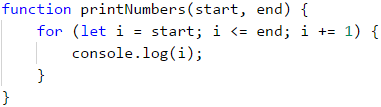 function printNumbers(start, end) {
    for (let i = start; i <= end; i += 1) {
        console.log(i);
    }
}